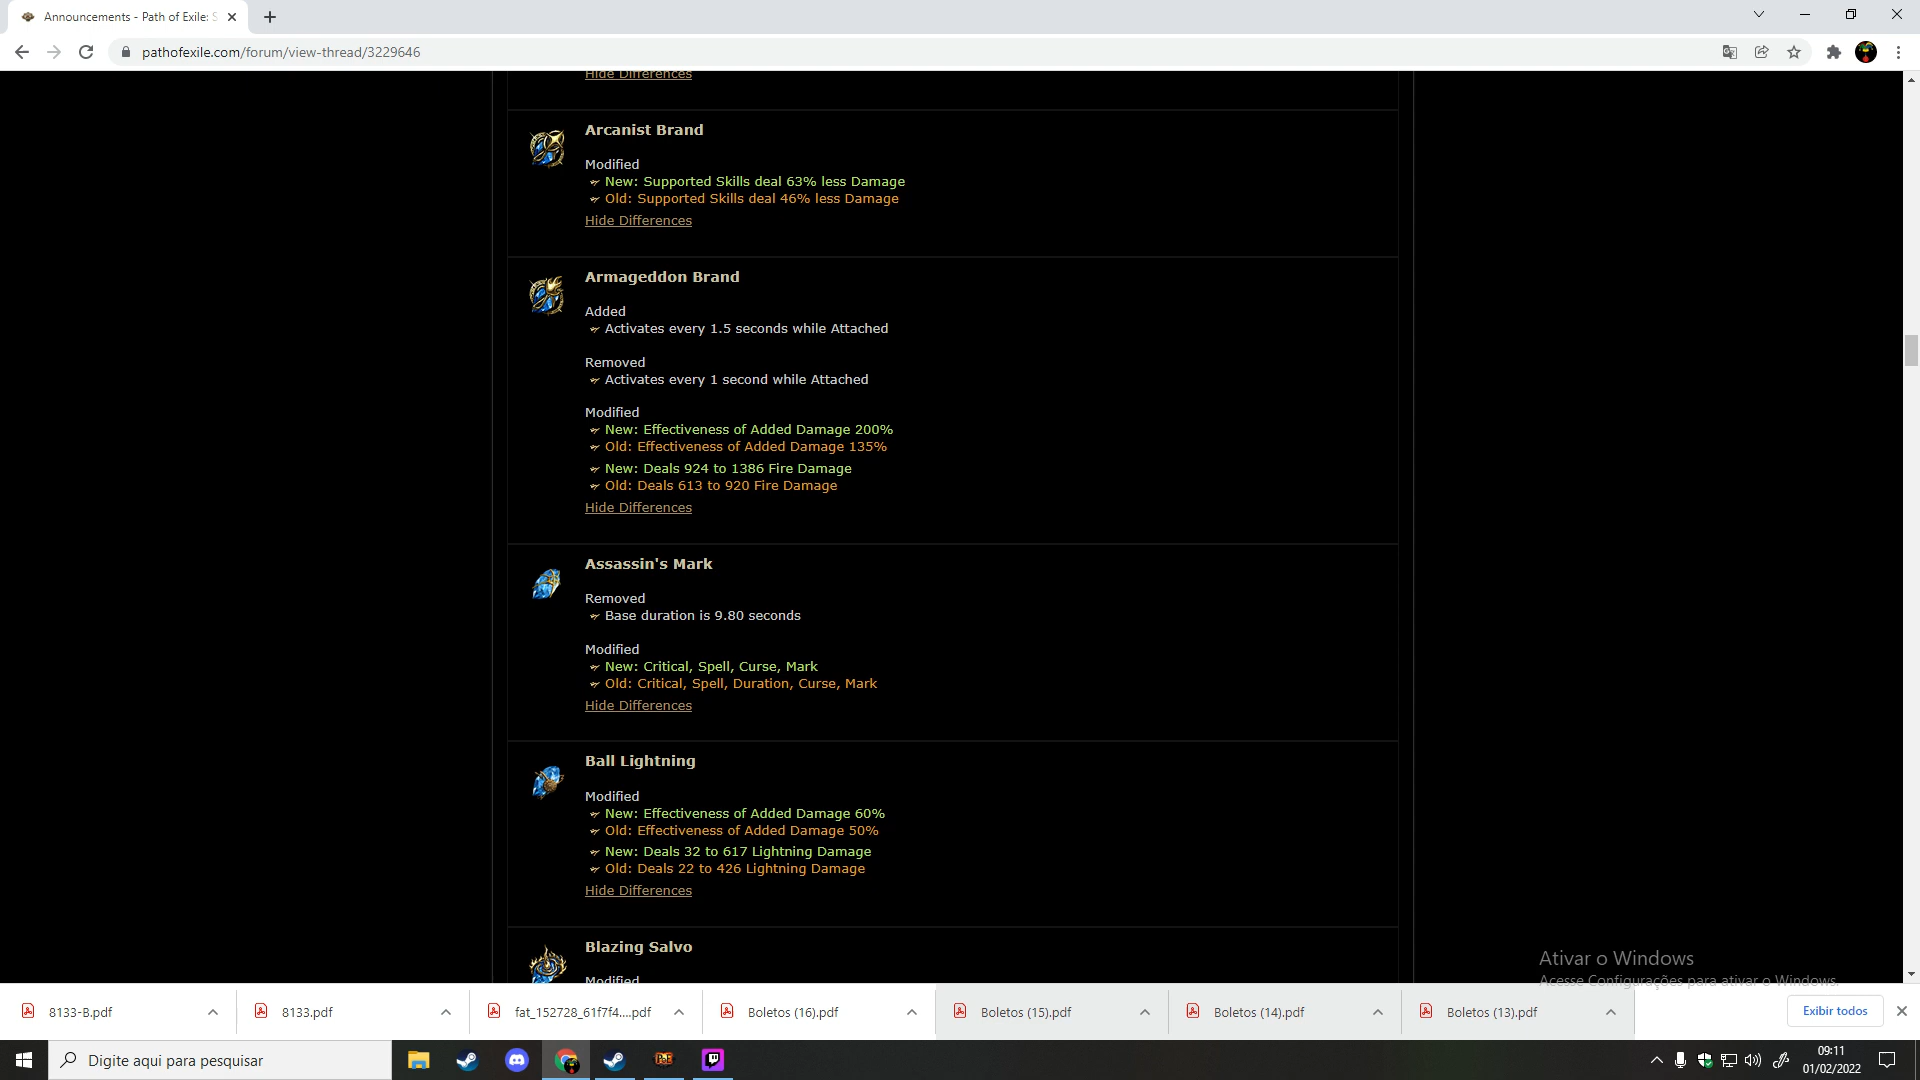 Announcements - Path of Exile: S
pathofexile.com/forum/view-thread/3229646
Hide Differences
Arcanist Brand
Modified
New: Supported Skills deal 63% less Damage
Old: Supported Skills deal 46% less Damage
Hide Differences
Armageddon Brand
Added
Activates every 1.5 seconds while Attached
Removed
Activates every 1 second while Attached
Modified
New: Effectiveness of Added Damage 200%
Old: Effectiveness of Added Damage 135%
New: Deals 924 to 1386 Fire Damage
Old: Deals 613 to 920 Fire Damage
Hide Differences
Assassin's Mark
Removed
Base duration is 9.80 seconds
Modified
New: Critical, Spell, Curse, Mark
Old: Critical, Spell, Duration, Curse, Mark
Hide Differences
Ball Lightning
Modified
New: Effectiveness of Added Damage 60%
Old: Effectiveness of Added Damage 50%
New: Deals 32 to 617 Lightning Damage
Old: Deals 22 to 426 Lightning Damage
Hide Differences
Blazing Salvo
Modified
Ativar o Windows
Acesse Configurações para ativar o Windows.
8133-B.pdf
8133.pdf
fat_152728_61f7f4....pdf
Boletos (16).pdf
Boletos (15).pdf
Boletos (14).pdf
Boletos (13).pdf
Exibir todos
Digite aqui para pesquisar
PoE
09:11
01/02/2022